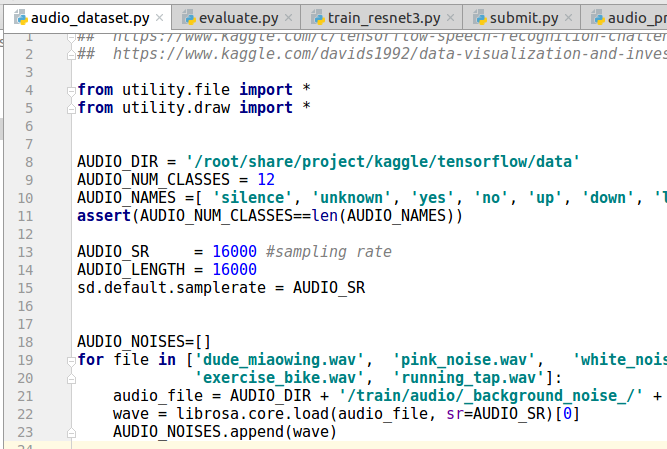 audio_dataset.py evaluate.py train_resnet3.py submit.py
1 ## https://www.kaggle.com/c/tensorflow-speech-recognition-
2 ## https://www.kaggle.com/davids1992/data-visualization-and-
3
4 from utility.file import *
5 from utility.draw import *
6
7
8 AUDIO_DIR = '/root/share/project/kaggle/tensorflow/data'
9 AUDIO_NUM_CLASSES = 12
10 AUDIO_NAMES =[ 'silence', 'unknown', 'yes', 'no', 'up', 'down',
11 assert(AUDIO_NUM_CLASSES==len(AUDIO_NAMES))
12
13 AUDIO_SR = 16000 #sampling rate
14 AUDIO_LENGTH = 16000
15 sd.default.samplerate = AUDIO_SR
16
17
18 AUDIO_NOISES=[]
19 for file in ['dude_miaowing.wav', 'pink_noise.wav',
20 'exercise_bike.wav', 'running_tap.wav']:
21 audio_file = AUDIO_DIR + '/train/audio/_background_noise_/' +
22 wave = librosa.core.load(audio_file, sr=AUDIO_SR)[0]
23 AUDIO_NOISES.append(wave)